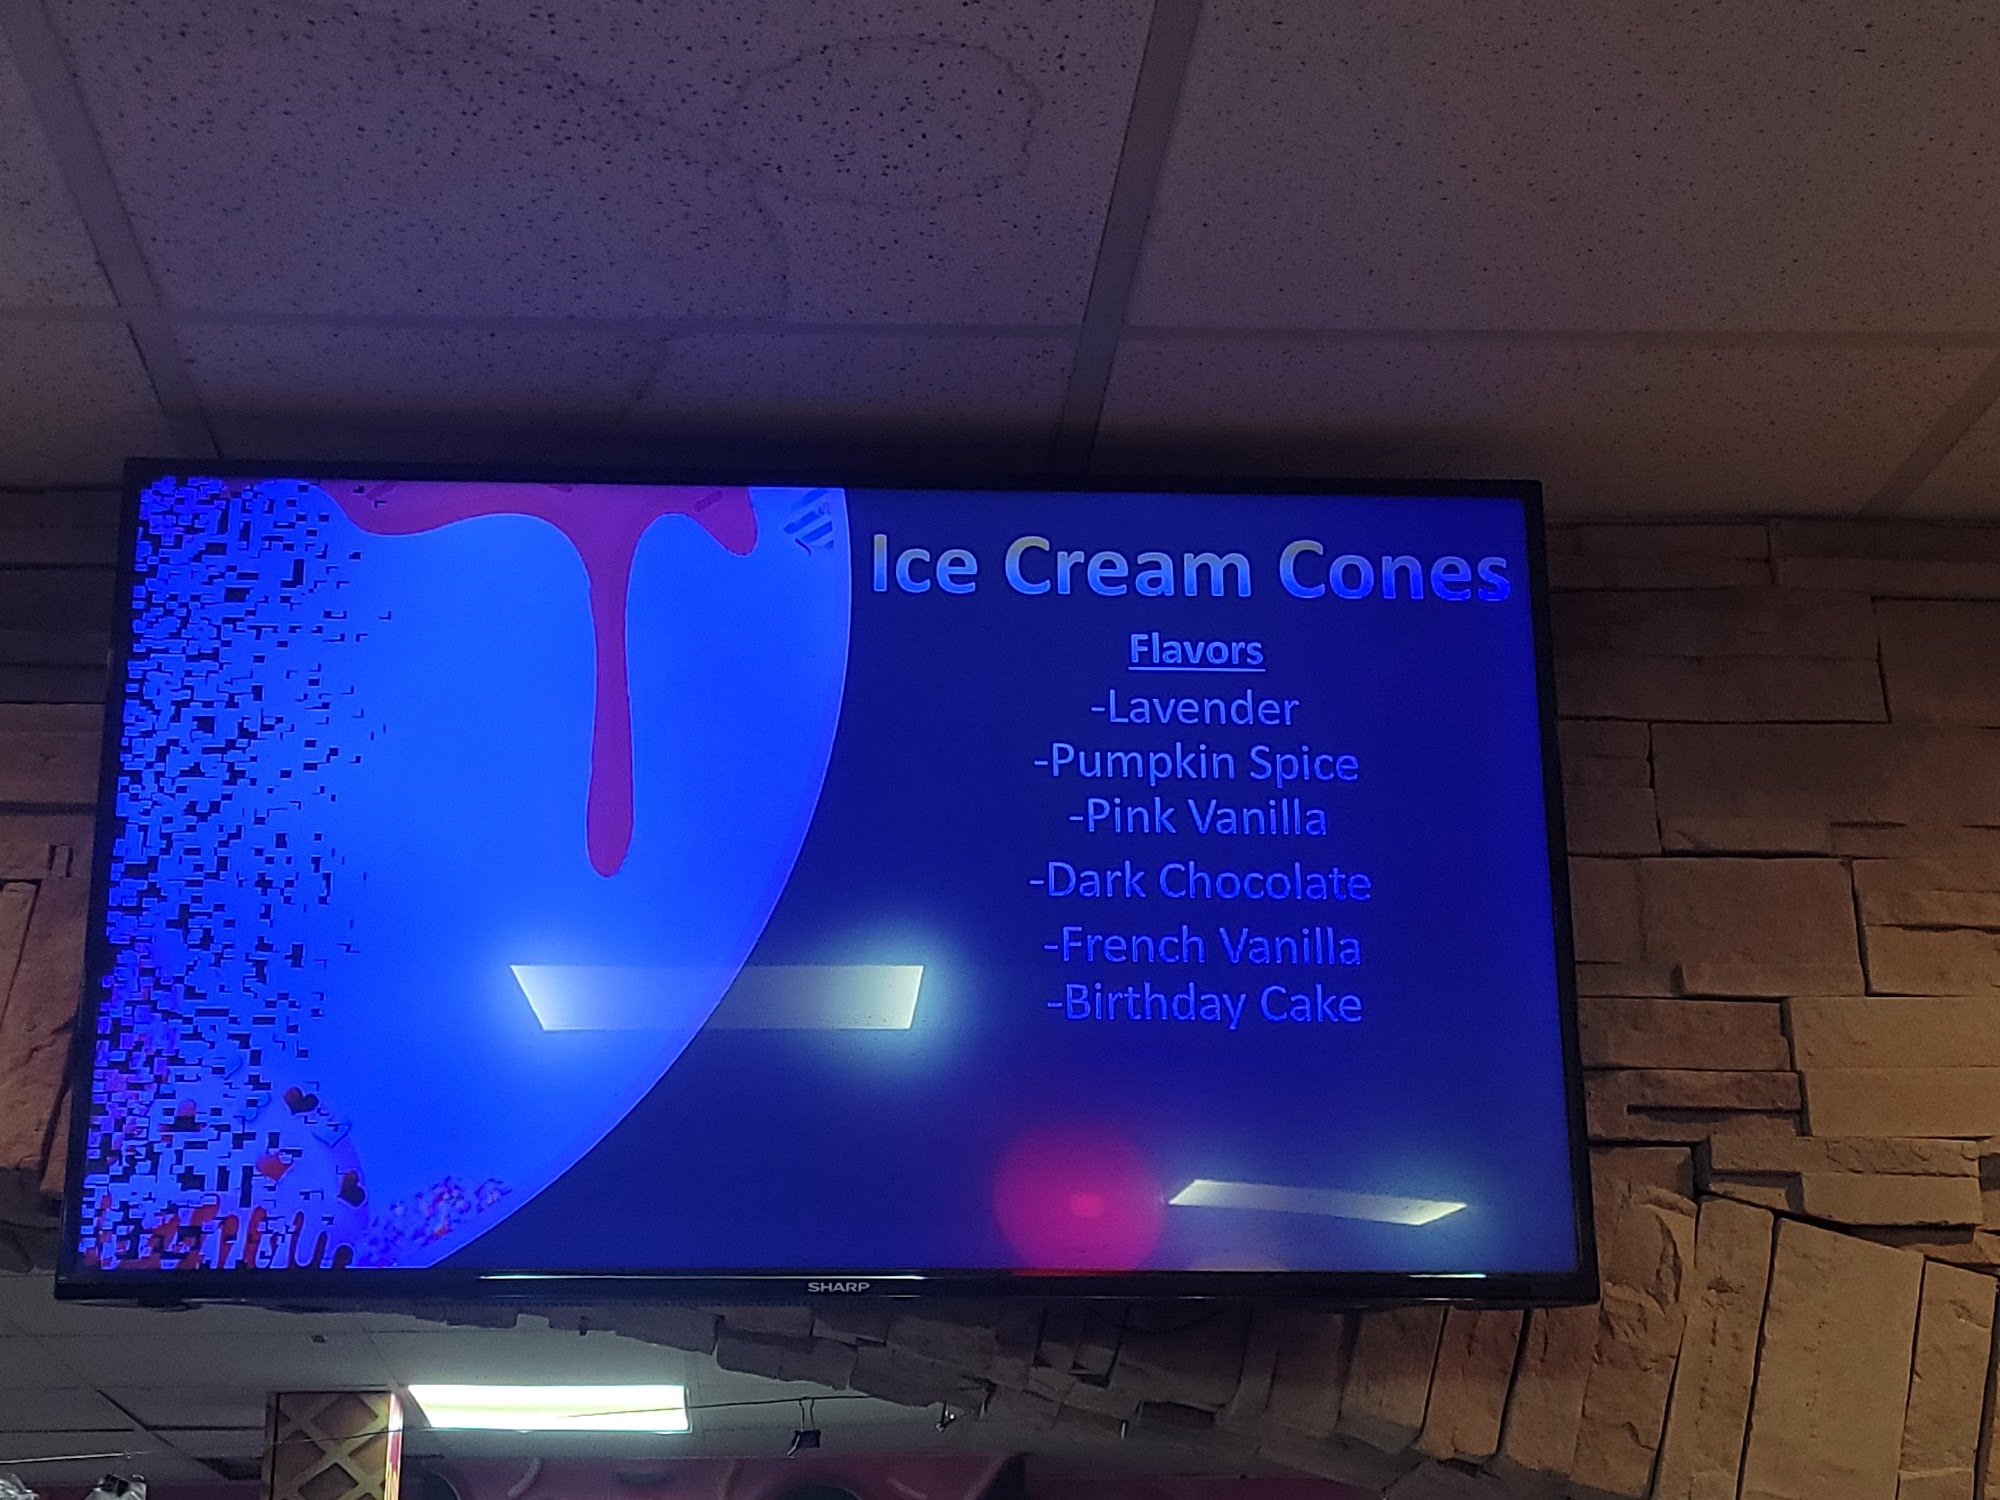 Ice Cream Cones
Flavors
-Lavender
-Pumpkin Spice
-Pink Vanilla
-Dark Chocolate
-French Vanilla
-Birthday Cake
SHARP